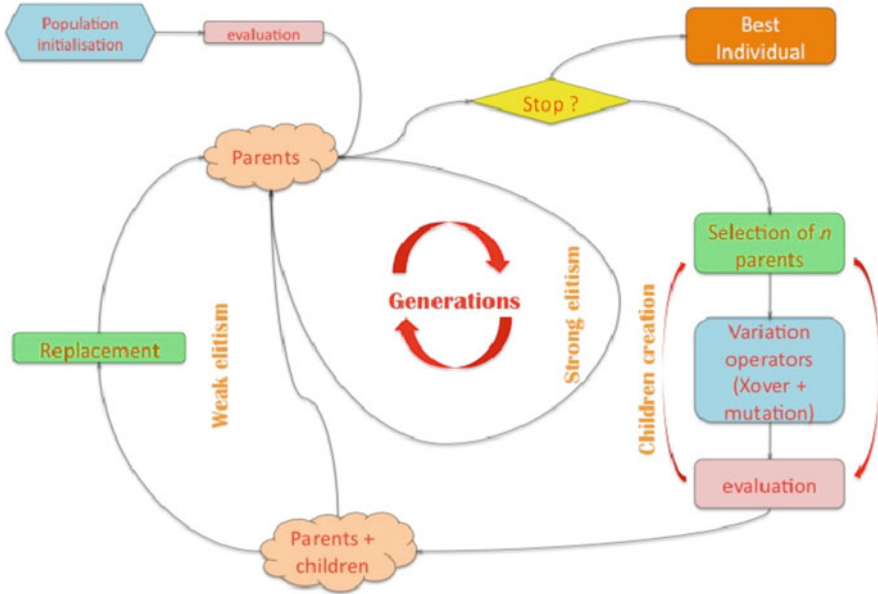 Population
initialisation
evaluation
Best
Individual
Stop ?
Parents
Selection of n
parents
Generations
Strong elitism
Weak elitism
Children creation
Replacement
Variation
operators
(Xover +
mutation)
evaluation
Parents +
children